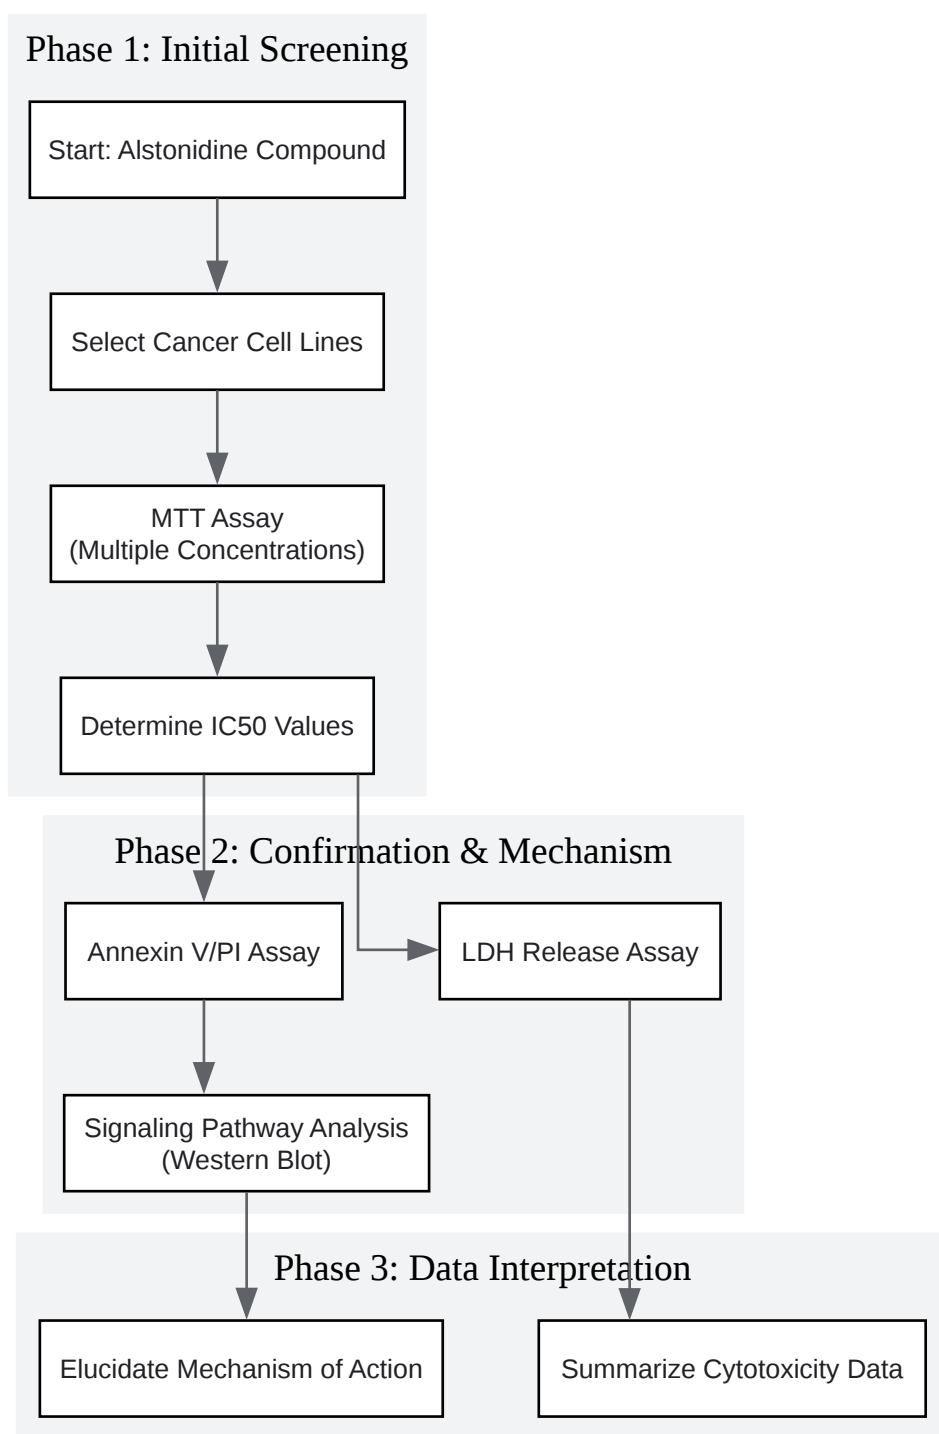 Phase 1: Initial Screening
Start: Alstonidine Compound
Select Cancer Cell Lines
MTT Assay
(Multiple Concentrations)
Determine IC50 Values
Phase 2: Confirmation & Mechanism
Annexin V/PI Assay
LDH Release Assay
Signaling Pathway Analysis
(Western Blot)
Phase 3: Data Interpretation
Elucidate Mechanism of Action
Summarize Cytotoxicity Data